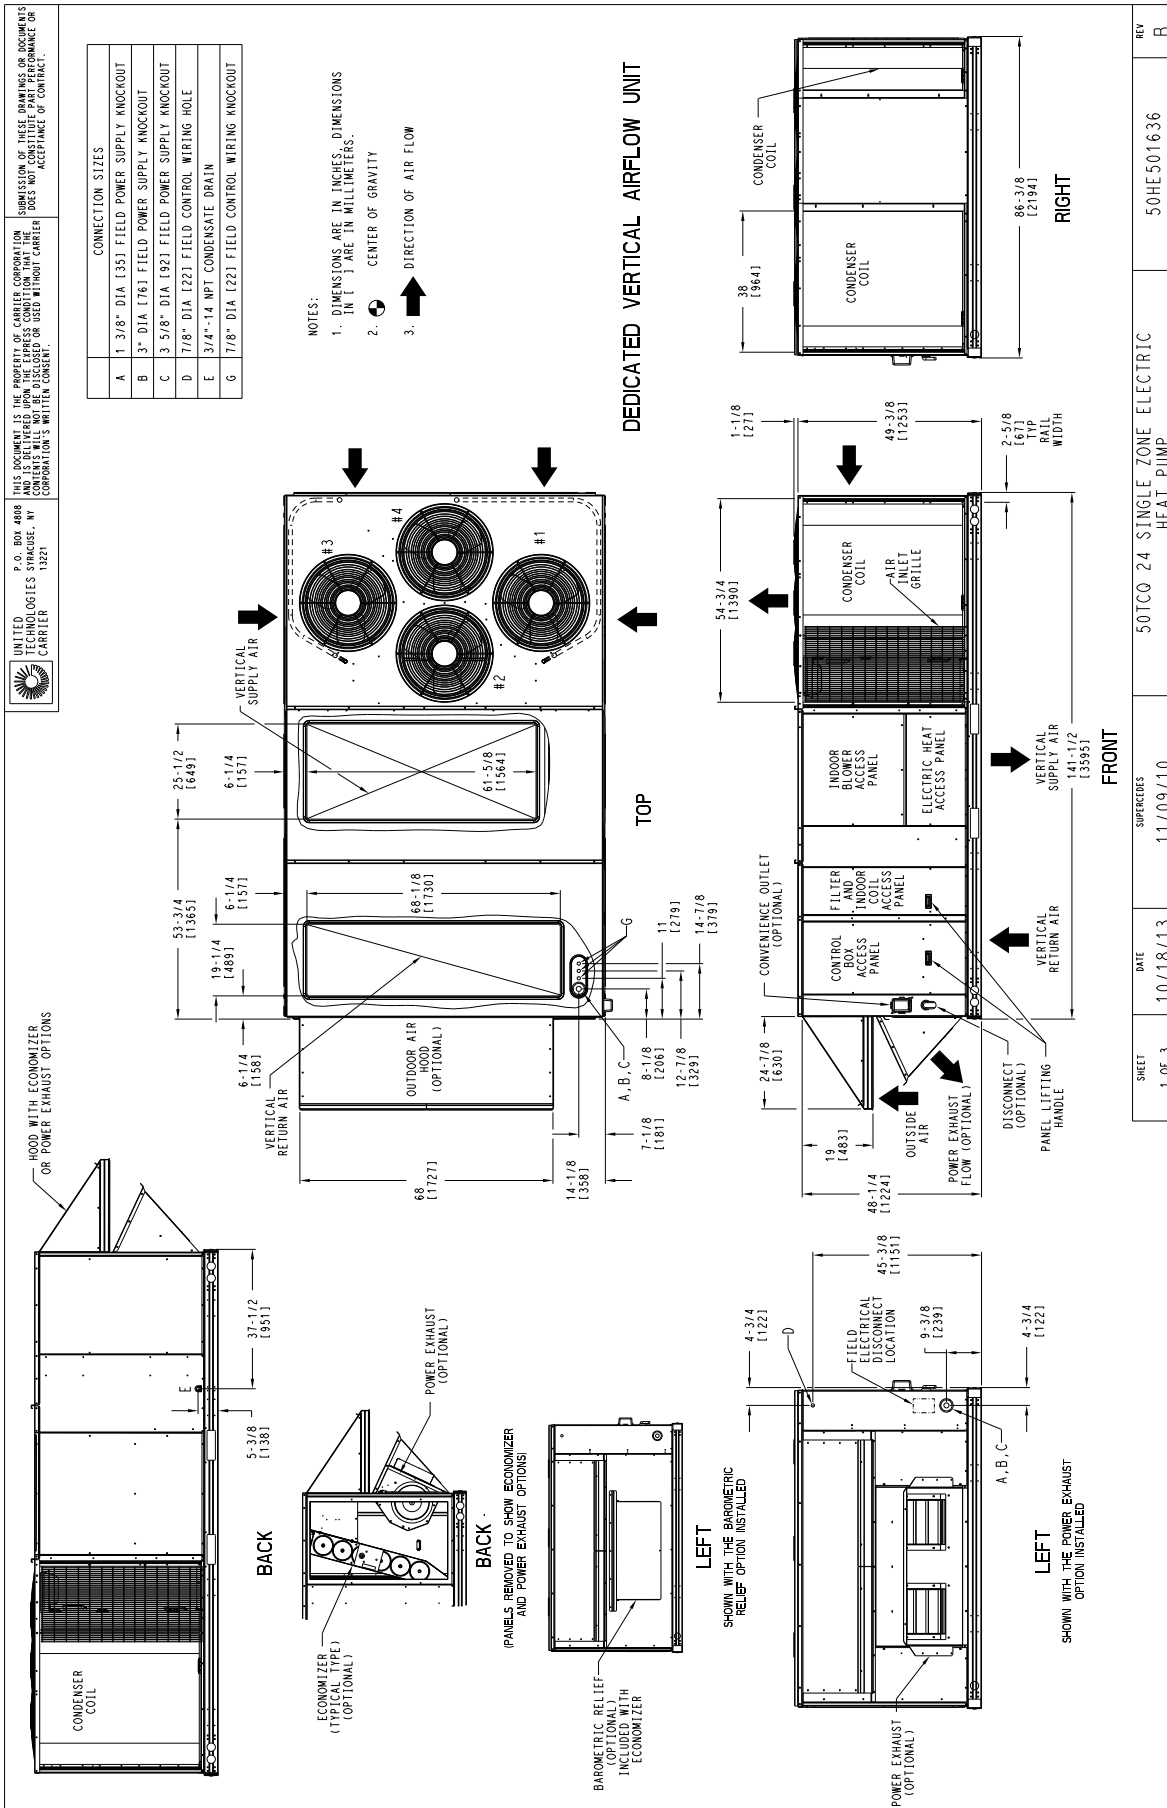 UNITED
TECHNOLOGIES
CARRIER
P.O. BOX 4808
SYRACUSE, NY
13221
THIS DOCUMENT IS THE PROPERTY OF CARRIER CORPORATION
AND IS DELIVERED UPON THE EXPRESS CONDITION THAT THE
CONTENTS WILL NOT BE DISCLOSED OR USED WITHOUT CARRIER
CORPORATION'S WRITTEN CONSENT.
SUBMISSION OF THESE DRAWINGS OR DOCUMENTS
DOES NOT CONSTITUTE PART PERFORMANCE OR
ACCEPTANCE OF CONTRACT.
CONNECTION SIZES
A 1 3/8" DIA [35] FIELD POWER SUPPLY KNOCKOUT
B 3" DIA [76] FIELD POWER SUPPLY KNOCKOUT
C 3 5/8" DIA [92] FIELD POWER SUPPLY KNOCKOUT
D 7/8" DIA [22] FIELD CONTROL WIRING HOLE
E 3/4"-14 NPT CONDENSATE DRAIN
G 7/8" DIA [22] FIELD CONTROL WIRING KNOCKOUT
NOTES:
1. DIMENSIONS ARE IN INCHES, DIMENSIONS
IN [ ] ARE IN MILLIMETERS.
2. CENTER OF GRAVITY
3. DIRECTION OF AIR FLOW
DEDICATED VERTICAL AIRFLOW UNIT
HOOD WITH ECONOMIZER
OR POWER EXHAUST OPTIONS
CONDENSER
COIL
E
37-1/2
[951]
5-3/8
[138]
BACK
ECONOMIZER
(TYPICAL TYPE)
(OPTIONAL)
POWER EXHAUST
(OPTIONAL)
BACK
(PANELS REMOVED TO SHOW ECONOMIZER
AND POWER EXHAUST OPTIONS)
BAROMETRIC RELIEF
(OPTIONAL)
INCLUDED WITH
ECONOMIZER
LEFT
SHOWN WITH THE BAROMETRIC
RELIEF OPTION INSTALLED
4-3/4
[122]
D
45-3/8
[1151]
FIELD
ELECTRICAL
DISCONNECT
LOCATION
9-3/8
[239]
4-3/4
[122]
A,B,C
POWER EXHAUST
(OPTIONAL)
LEFT
SHOWN WITH THE POWER EXHAUST
OPTION INSTALLED
53-3/4
[1365]
25-1/2
[649]
19-1/4
[489]
6-1/4
[158]
6-1/4
[157]
6-1/4
[157]
VERTICAL
SUPPLY AIR
VERTICAL
RETURN AIR
68-1/8
[1730]
61-5/8
[1564]
#3
#4
#2
#1
OUTDOOR AIR
HOOD
(OPTIONAL)
68
[1727]
14-1/8
[358]
7-1/8
[181]
A,B,C
G
8-1/8
[206]
11
[279]
12-7/8
[329]
14-7/8
[379]
TOP
24-7/8
[630]
CONVENIENCE OUTLET
(OPTIONAL)
54-3/4
[1390]
1-1/8
[27]
49-3/8
[1253]
2-5/8
[67]
TYP
RAIL
WIDTH
19
[483]
48-1/4
[1224]
OUTSIDE
AIR
POWER EXHAUST
FLOW (OPTIONAL)
DISCONNECT
(OPTIONAL)
PANEL LIFTING
HANDLE
CONTROL
BOX
ACCESS
PANEL
FILTER
AND
INDOOR
COIL
ACCESS
PANEL
INDOOR
BLOWER
ACCESS
PANEL
ELECTRIC HEAT
ACCESS PANEL
CONDENSER
COIL
AIR
INLET
GRILLE
VERTICAL
RETURN AIR
VERTICAL
SUPPLY AIR
141-1/2
[3595]
FRONT
38
[964]
CONDENSER
COIL
CONDENSER
COIL
86-3/8
[2194]
RIGHT
SHEET
1 OF 3
DATE
10/18/13
SUPERCEDES
11/09/10
50TCQ 24 SINGLE ZONE ELECTRIC
HEAT PUMP
50HE501636
REV